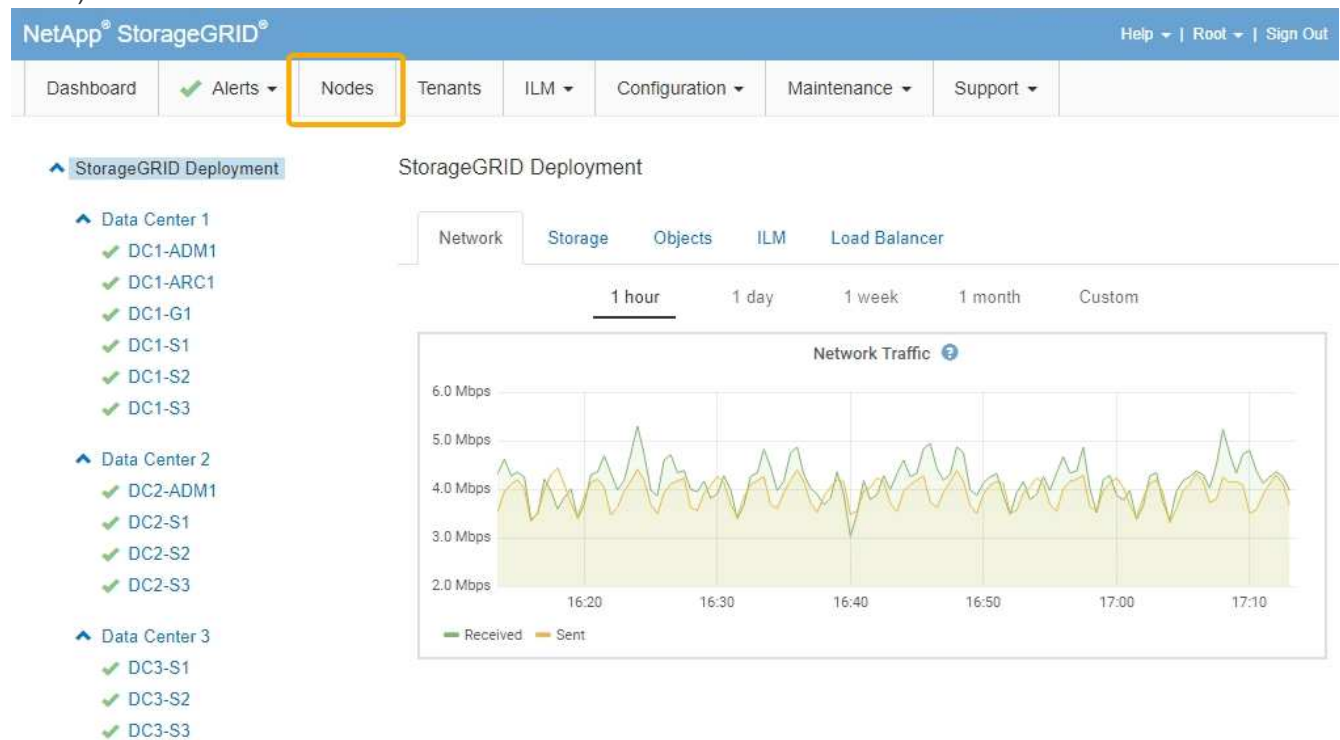 NetApp® StorageGRID®
Help | Root | Sign Out
Dashboard Alerts Nodes Tenants ILM Configuration Maintenance Support
StorageGRID Deployment
Data Center 1
DC1-ADM1
DC1-ARC1
DC1-G1
DC1-S1
DC1-S2
DC1-S3
Data Center 2
DC2-ADM1
DC2-S1
DC2-S2
DC2-S3
Data Center 3
DC3-S1
DC3-S2
DC3-S3
StorageGRID Deployment
Network Storage Objects ILM Load Balancer
1 hour 1 day 1 week 1 month Custom
Network Traffic ?
6.0 Mbps
5.0 Mbps
4.0 Mbps
3.0 Mbps
2.0 Mbps
16:20 16:30 16:40 16:50 17:00 17:10
Received Sent